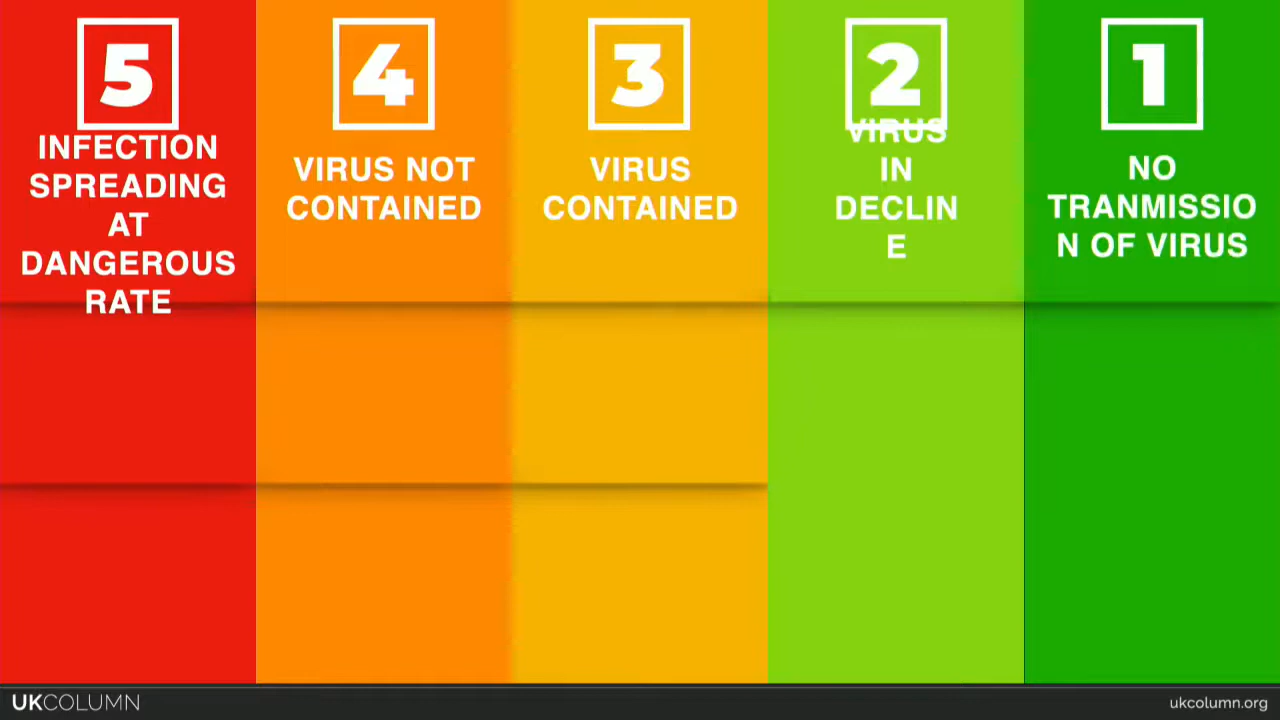 5
INFECTION
SPREADING
AT
DANGEROUS
RATE
4
VIRUS NOT
CONTAINED
3
VIRUS
CONTAINED
2
VIRUS
IN
DECLIN
E
1
NO
TRANMISSIO
N OF VIRUS
UKCOLUMN
ukcolumn.org